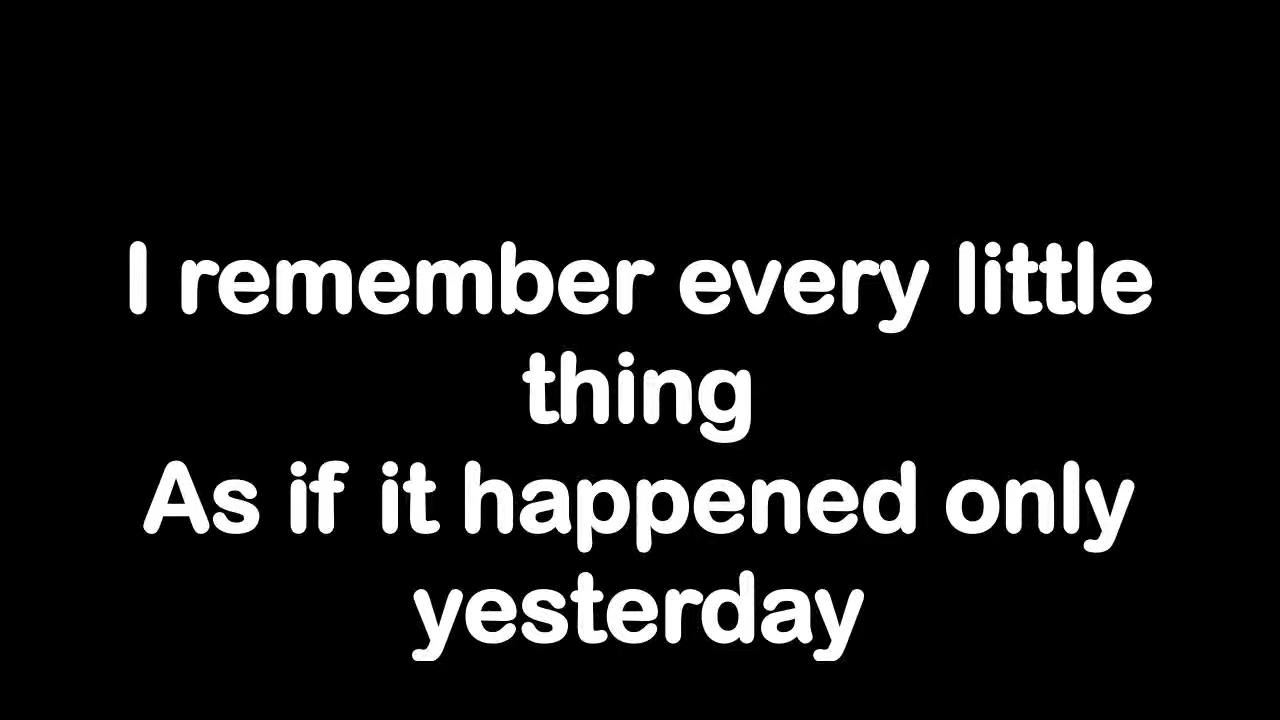 I remember every little
thing
As if it happened only
yesterday